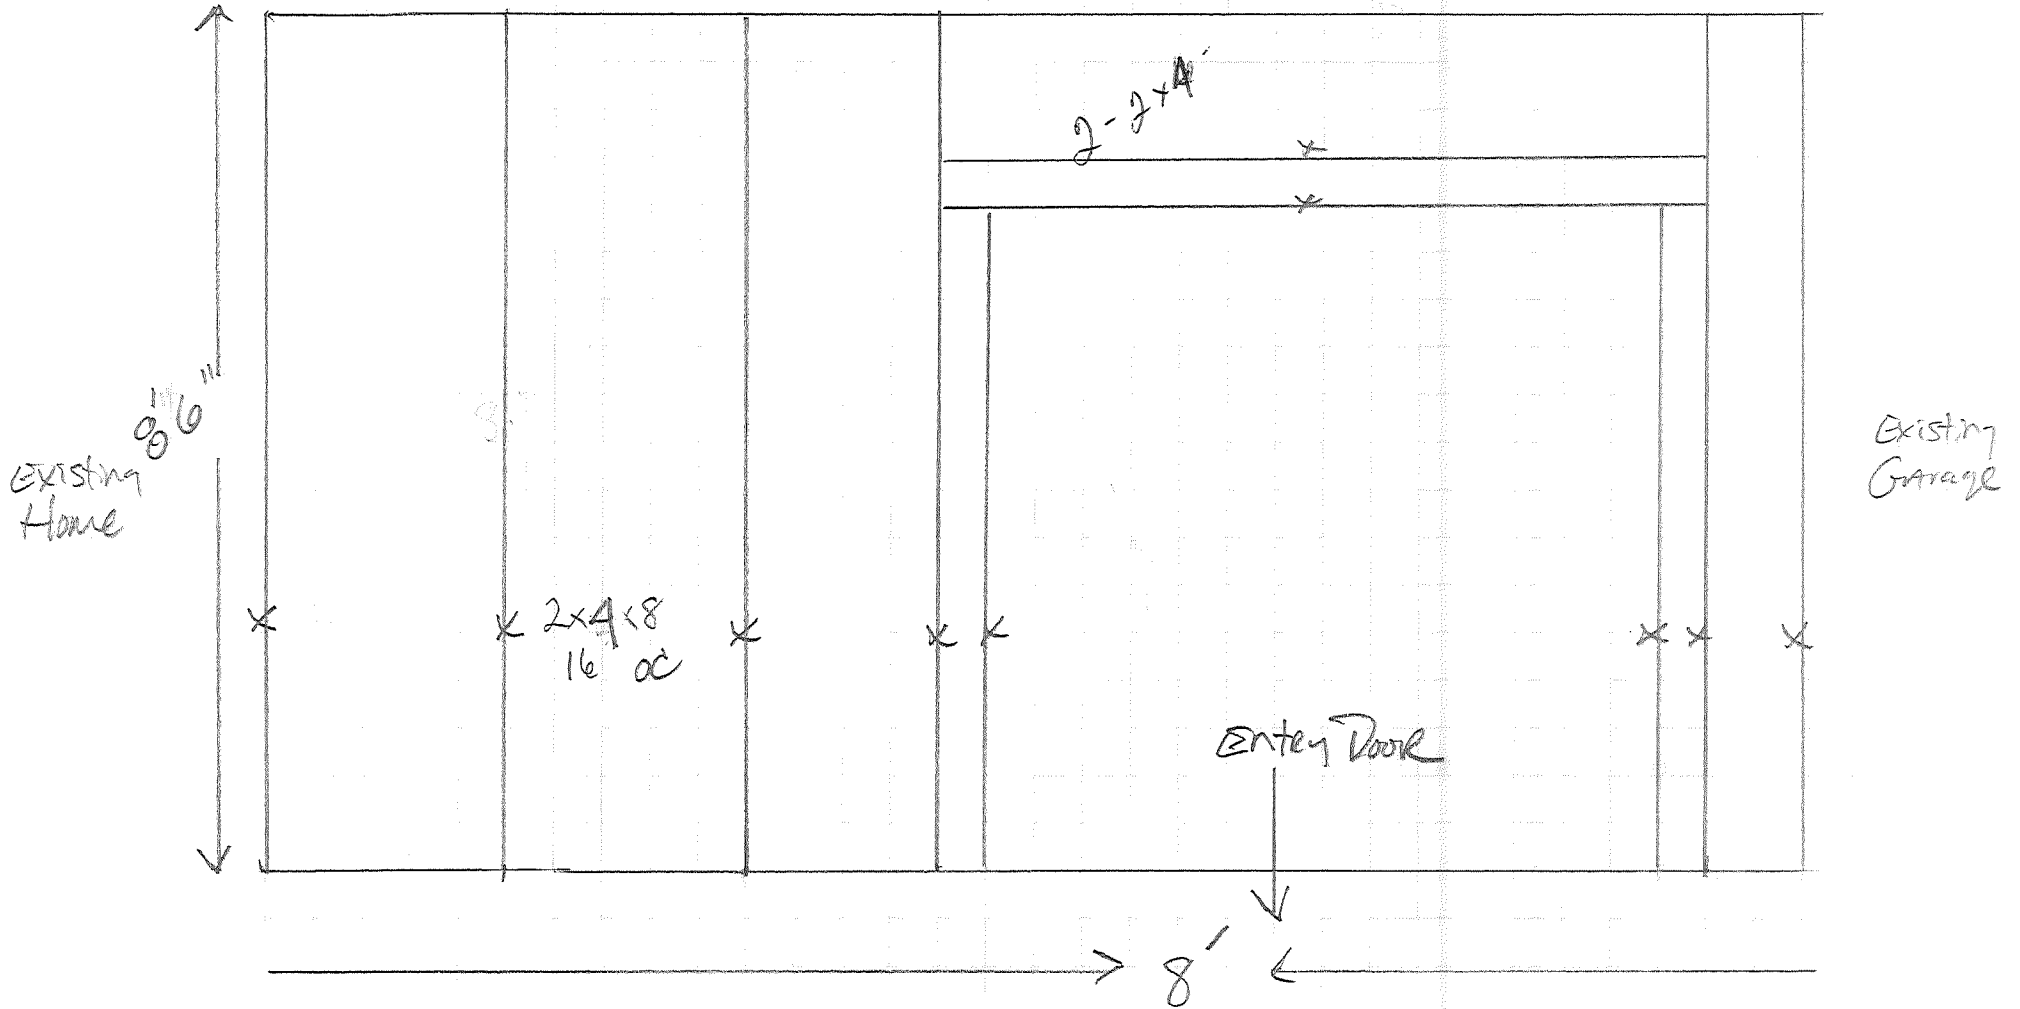 2-2x4'
8'6"
Existing
Home
Existing
Garage
2x4x8
16 OC
Entry Door
8'